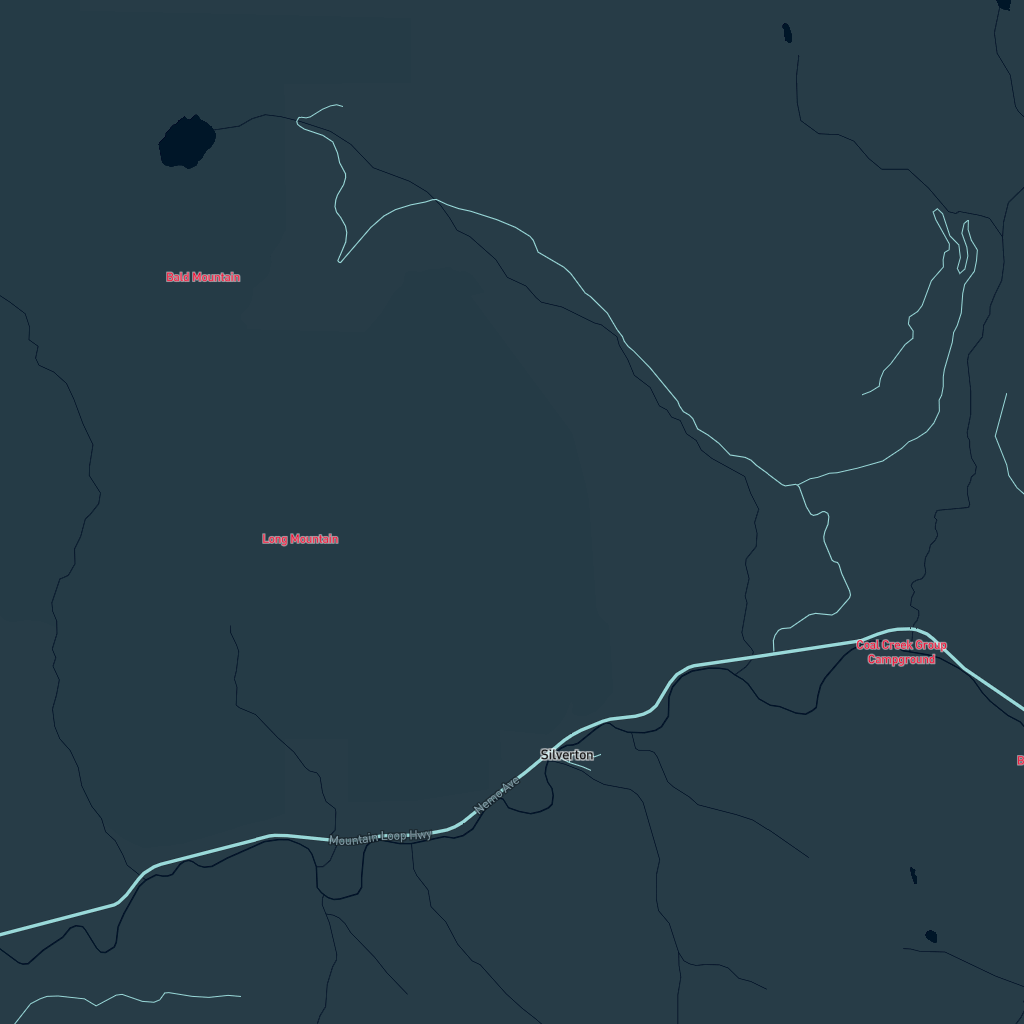 Bald Mountain
Long Mountain
Coal Creek Group
Campground
Silverton
B
Nemo Ave
Mountain Loop Hwy